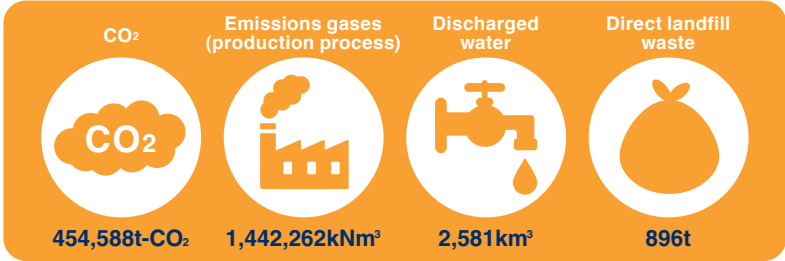 CO₂
Emissions gases
(production process)
Discharged
water
Direct landfill
waste
CO₂
454,588t-CO₂
1,442,262kNm³
2,581km³
896t